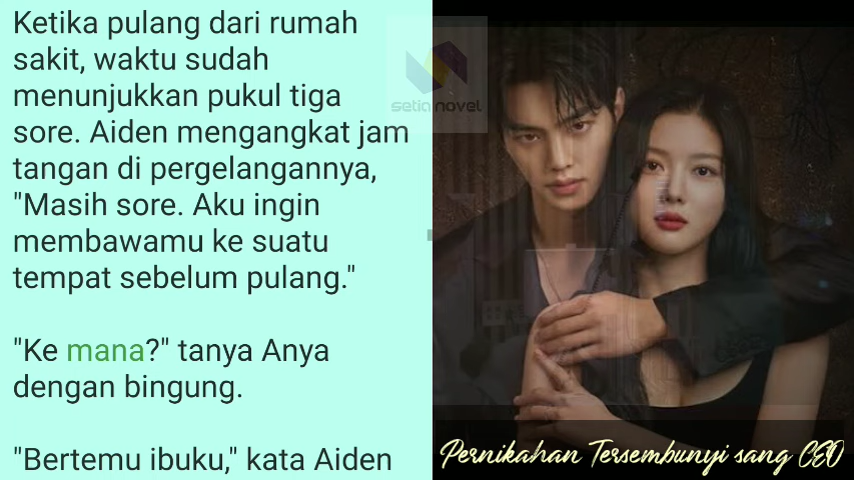 Ketika pulang dari rumah
sakit, waktu sudah
menunjukkan pukul tiga
sore. Aiden mengangkat jam
tangan di pergelangannya,
"Masih sore. Aku ingin
membawamu ke suatu
tempat sebelum pulang."
"Ke mana?" tanya Anya
dengan bingung.
"Bertemu ibuku," kata Aiden
setia novel
Pernikahan Tersembunyi sang CEO